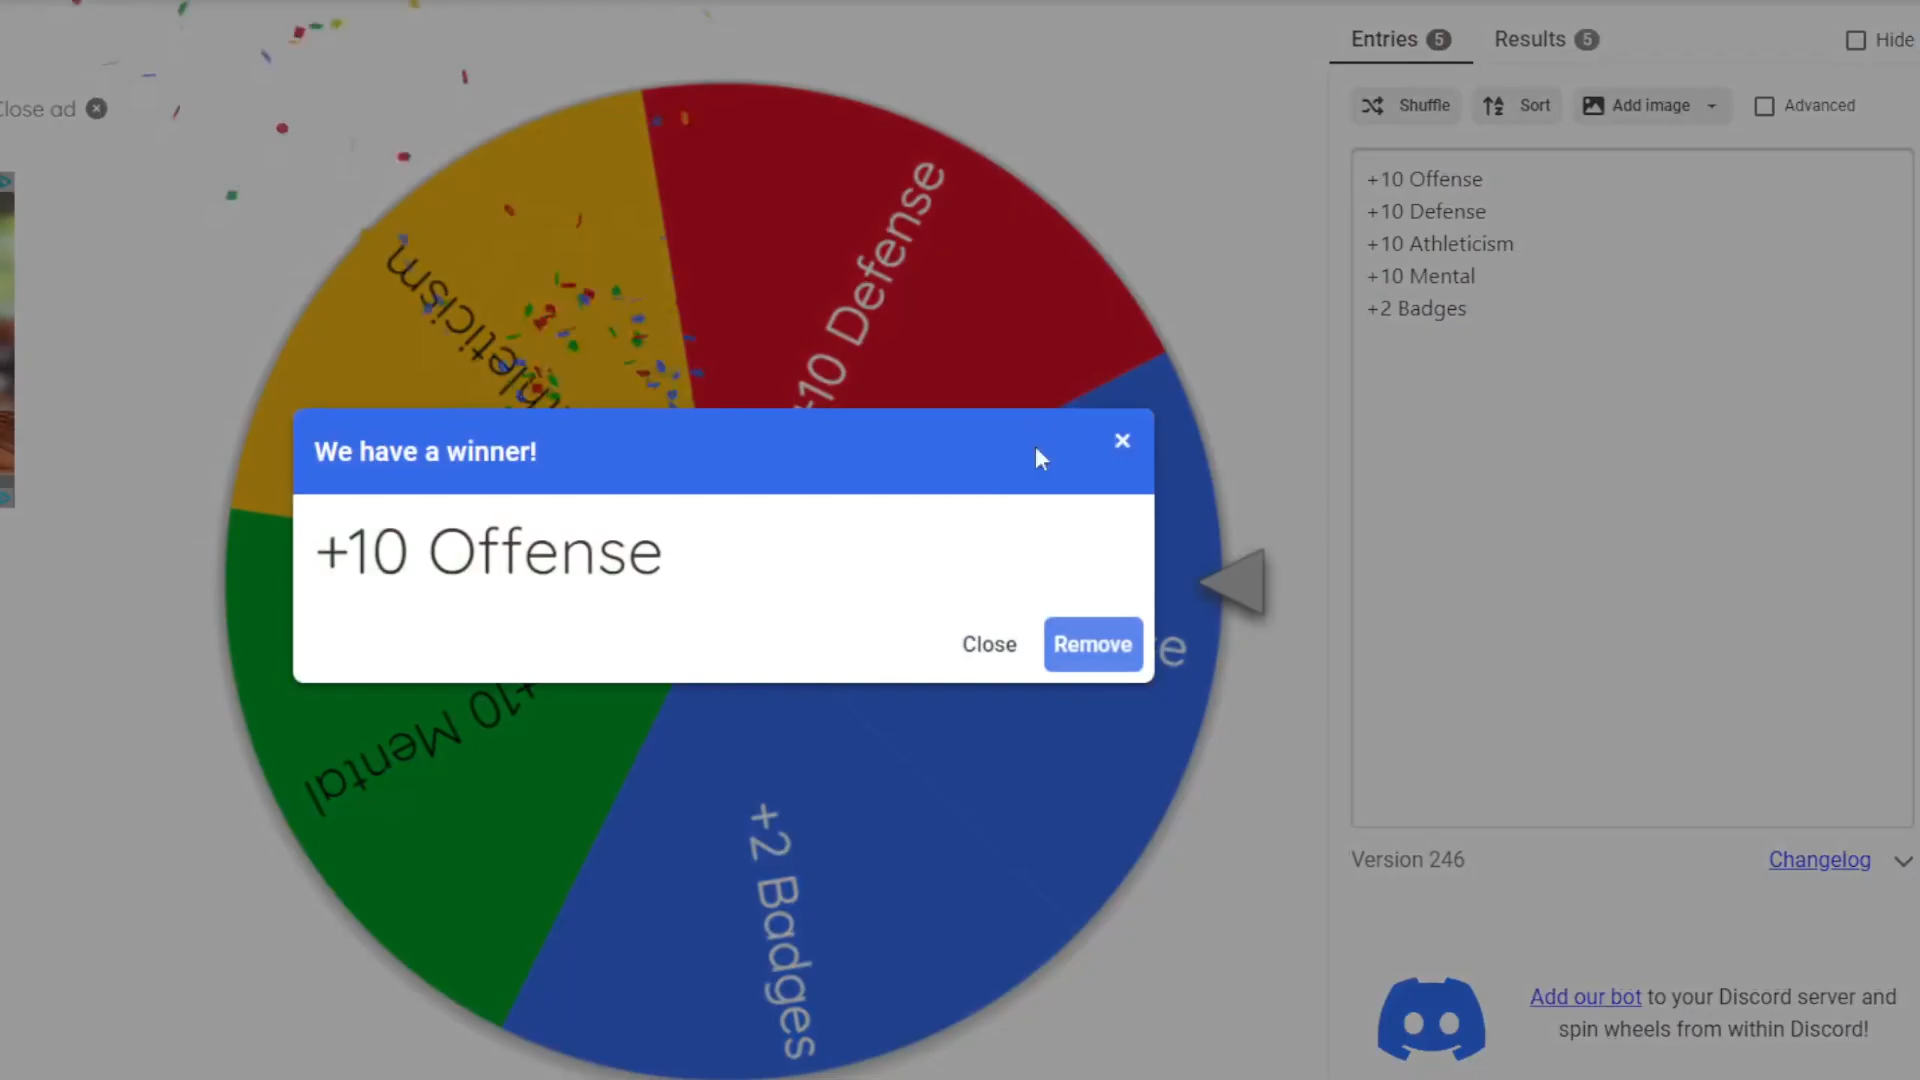 Entries 5
Results 5
Hide
Close ad
Shuffle
Sort
Add image
Advanced
+10 Offense
+10 Defense
+10 Athleticism
+10 Mental
+2 Badges
+10 Defense
thleticism
We have a winner!
+10 Offense
Close
Remove
e
+10 Mental
+2 Badges
Version 246
Changelog
Add our bot to your Discord server and
spin wheels from within Discord!